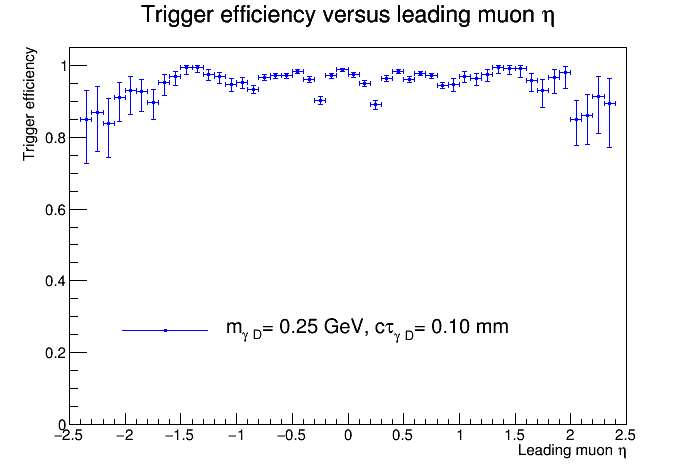 Trigger efficiency versus leading muon η
Trigger efficiency
1
0.8
0.6
0.4
0.2
0
mγ D= 0.25 GeV, cτγ D= 0.10 mm
−2.5 −2 −1.5 −1 −0.5 0 0.5 1 1.5 2 2.5
Leading muon η